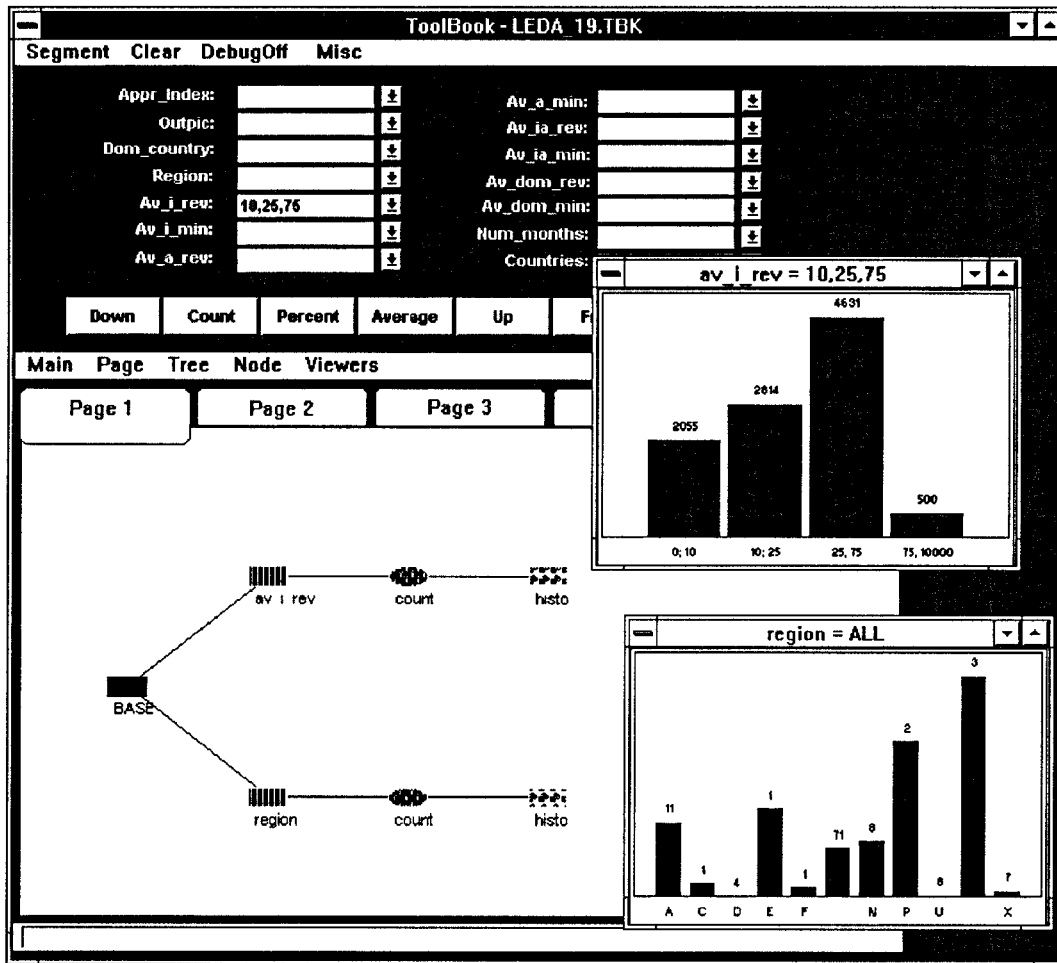 ToolBook - LEDA_19.TBK
Segment Clear DebugOff Misc
Appr_Index:
Outpic:
Dom_country:
Region:
Av_i_rev: 10,25,75
Av_i_min:
Av_a_rev:
Av_a_min:
Av_ia_rev:
Av_ia_min:
Av_dom_rev:
Av_dom_min:
Num_months:
Countries:
Down Count Percent Average Up
Main Page Tree Node Viewers
Page 1 Page 2 Page 3
BASE
av_i_rev count histo
region count histo
av_i_rev = 10,25,75
4631
2614
2055
500
0; 10 10; 25 25, 75 75, 10000
region = ALL
3
2
1
11
71
8
1
4
1
6
7
A C D E F N P U X